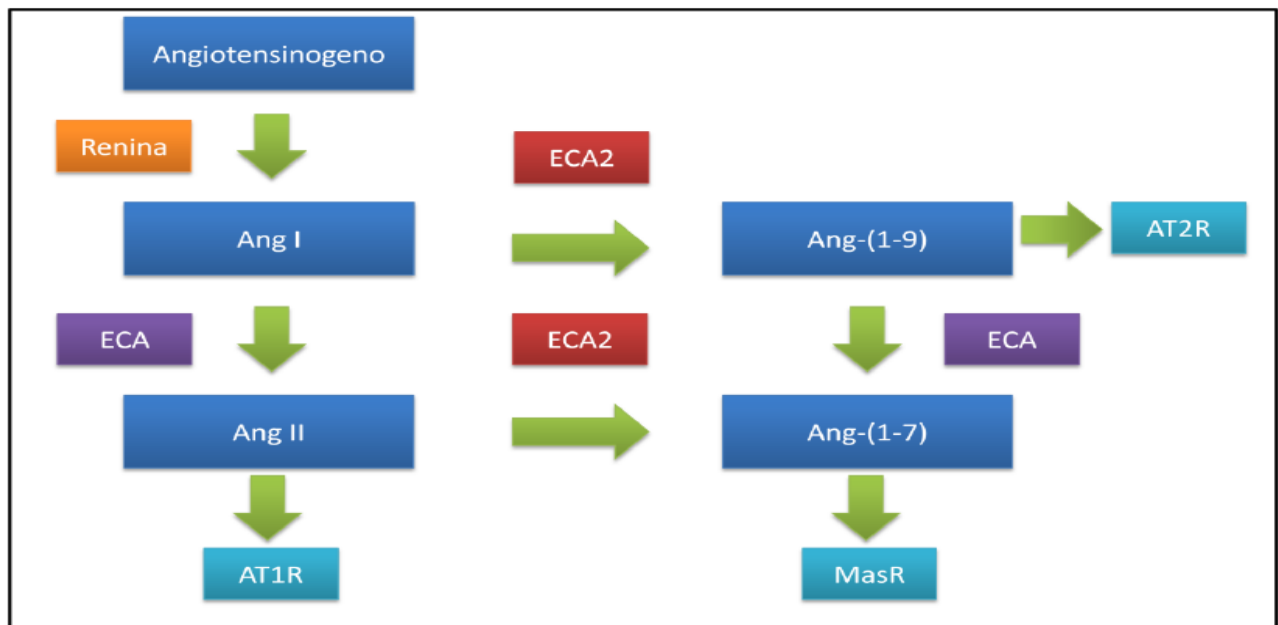 Angiotensinogeno
Renina
ECA2
Ang I
Ang-(1-9)
AT2R
ECA
ECA2
ECA
Ang II
Ang-(1-7)
AT1R
MasR